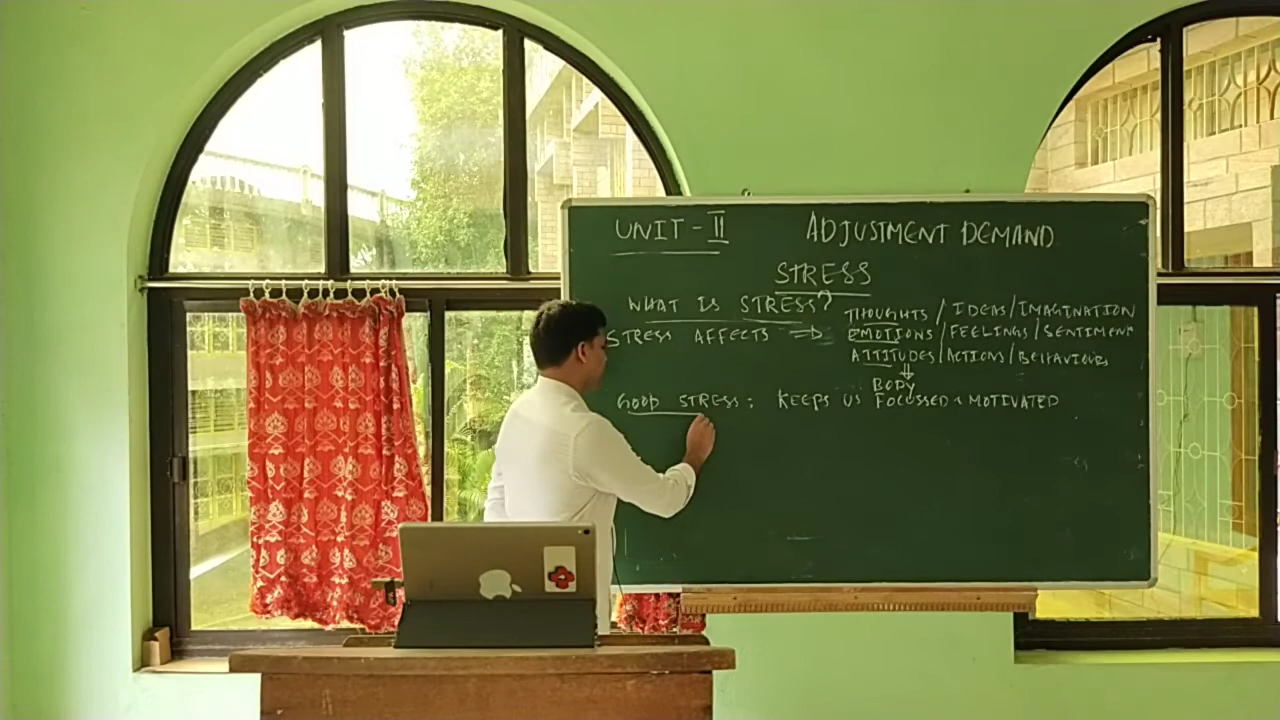 UNIT - II ADJUSTMENT DEMAND
STRESS
WHAT IS STRESS?
THOUGHTS / IDEAS/IMAGINATION
STRESS AFFECTS ⇒ EMOTIONS/FEELINGS/SENTIMENT
ATTITUDES/ACTIONS/BEHAVIOURS
⇓
BODY
GOOD STRESS: KEEPS US FOCUSSED & MOTIVATED